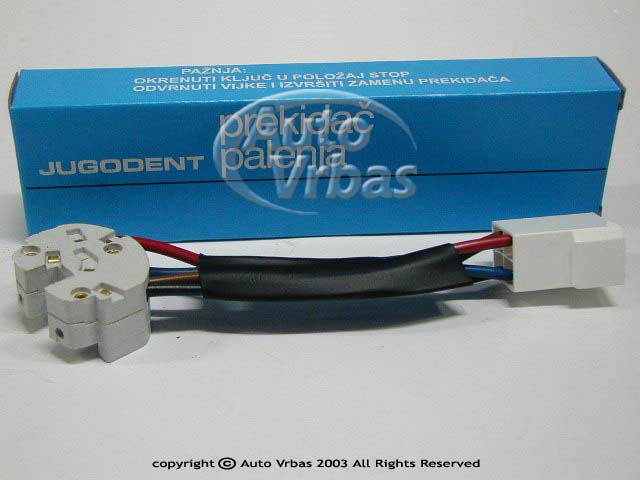 PAŽNJA:
OKRENUTI KLJUČ U POLOŽAJ STOP
ODVRNUTI VIJKE I IZVRŠITI ZAMENU PREKIDAČA
prekidač
JUGODENT palenja
Auto
Vrbas
copyright © Auto Vrbas 2003 All Rights Reserved